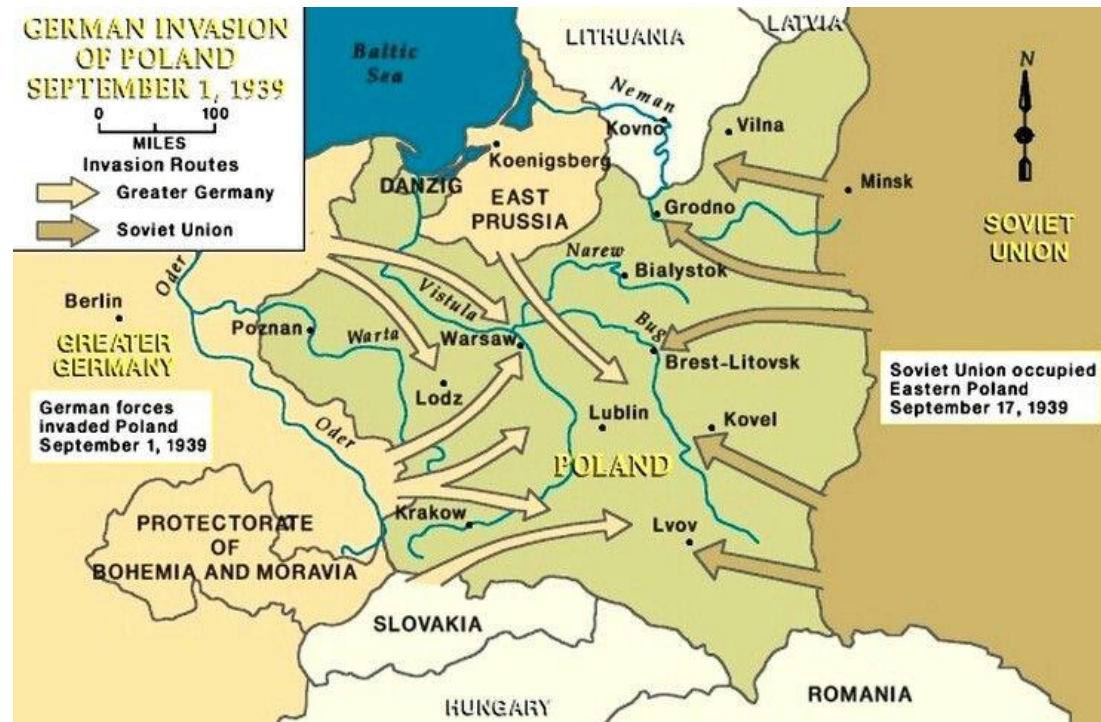 GERMAN INVASION
OF POLAND
SEPTEMBER 1, 1939
0 100
MILES
Invasion Routes
Greater Germany
Soviet Union
Baltic
Sea
LITHUANIA
LATVIA
N
Neman
Kovno
Vilna
Koenigsberg
DANZIG
EAST
PRUSSIA
Minsk
Grodno
SOVIET
UNION
Narew
Bialystok
Oder
Berlin
Vistula
Poznan
Warta
Warsaw
Bug
Brest-Litovsk
GREATER
GERMANY
Soviet Union occupied
Eastern Poland
September 17, 1939
Lodz
German forces
invaded Poland
September 1, 1939
Oder
Lublin
Kovel
POLAND
Krakow
Lvov
PROTECTORATE
OF
BOHEMIA AND MORAVIA
SLOVAKIA
HUNGARY
ROMANIA